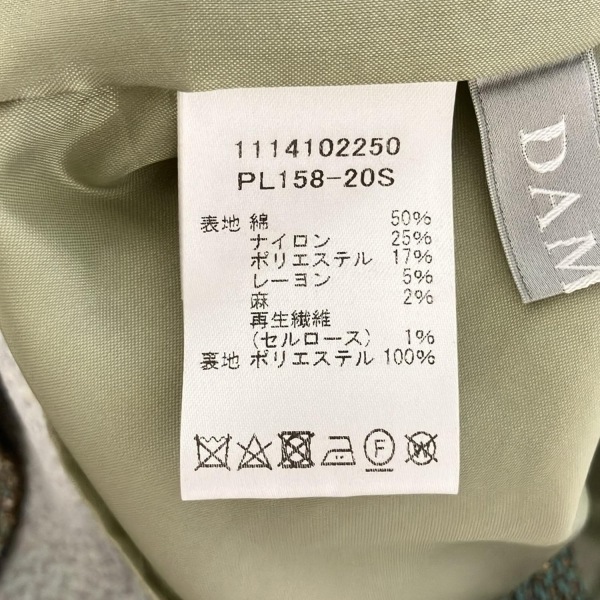 1114102250
PL158-20S
表地 綿 50%
ナイロン 25%
ポリエステル 17%
レーヨン 5%
麻 2%
再生繊維
(セルロース) 1%
裏地 ポリエステル 100%
F
W
DAM